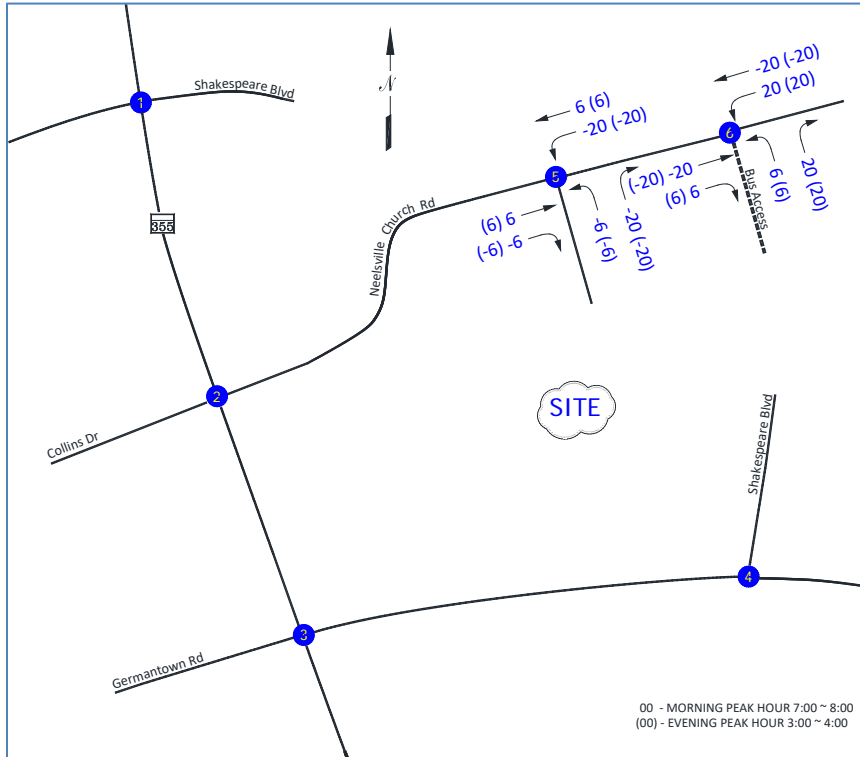 -20 (-20)
20 (20)
Shakespeare Blvd
N
1
6 (6)
-20 (-20)
6
355
5
(-20) -20
(6) 6
Bus Access
6 (6)
20 (20)
Neelsville Church Rd
(6) 6
(-6) -6
-6 (-6)
-20 (-20)
2
SITE
Collins Dr
Shakespeare Blvd
4
3
Germantown Rd
00 - MORNING PEAK HOUR 7:00 ~ 8:00
(00) - EVENING PEAK HOUR 3:00 ~ 4:00